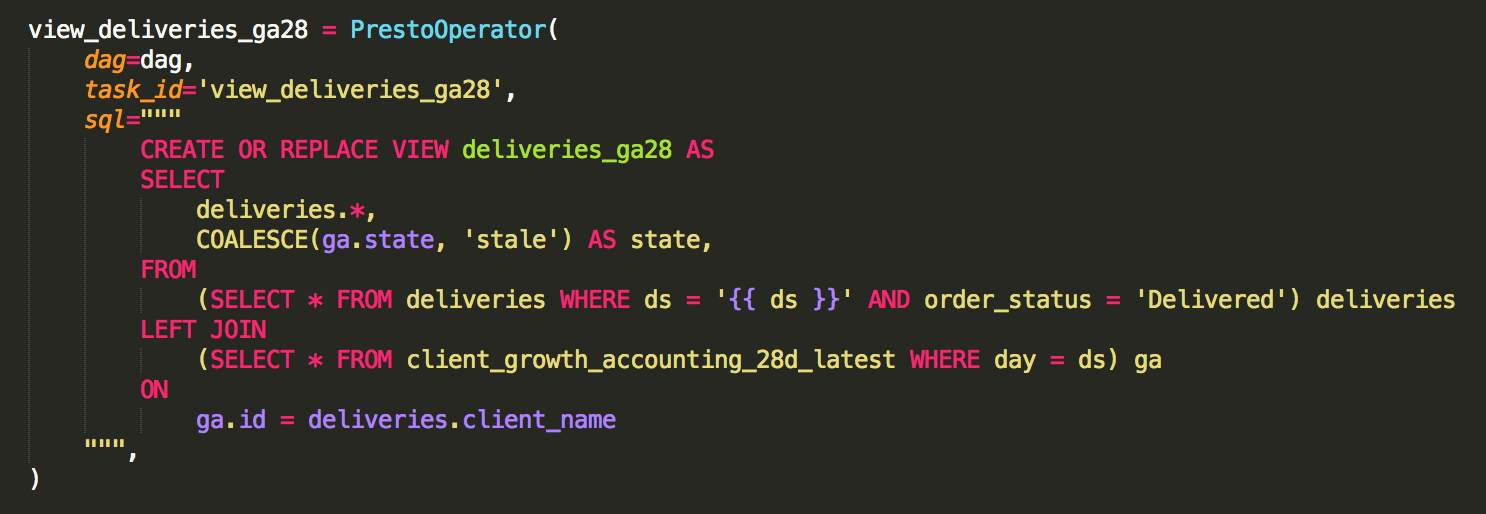 view_deliveries_ga28 = PrestoOperator(
    dag=dag,
    task_id='view_deliveries_ga28',
    sql="""
        CREATE OR REPLACE VIEW deliveries_ga28 AS
        SELECT
            deliveries.*,
            COALESCE(ga.state, 'stale') AS state,
        FROM
            (SELECT * FROM deliveries WHERE ds = '{{ ds }}' AND order_status = 'Delivered') deliveries
        LEFT JOIN
            (SELECT * FROM client_growth_accounting_28d_latest WHERE day = ds) ga
        ON
            ga.id = deliveries.client_name
    """,
)